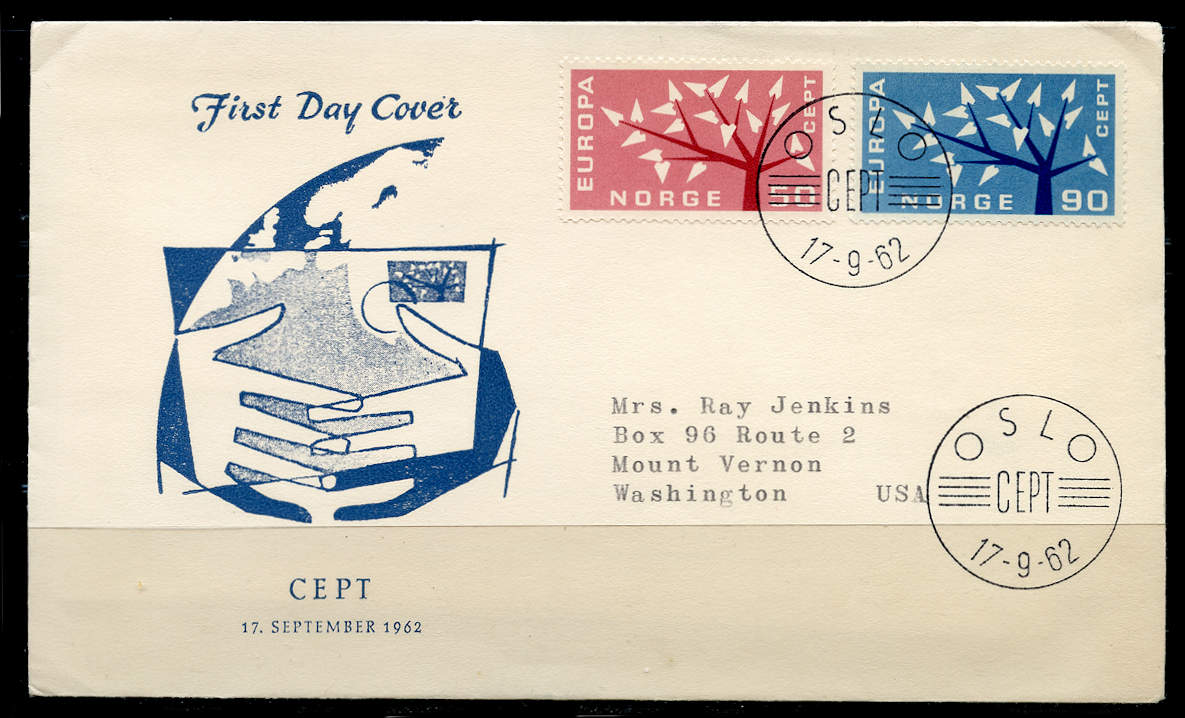 First Day Cover
EUROPA
CEPT
NORGE
50
EUROPA
CEPT
NORGE 90
OSLO
CEPT
17-9-62
Mrs. Ray Jenkins
Box 96 Route 2
Mount Vernon
Washington USA
OSLO
CEPT
17-9-62
CEPT
17. SEPTEMBER 1962